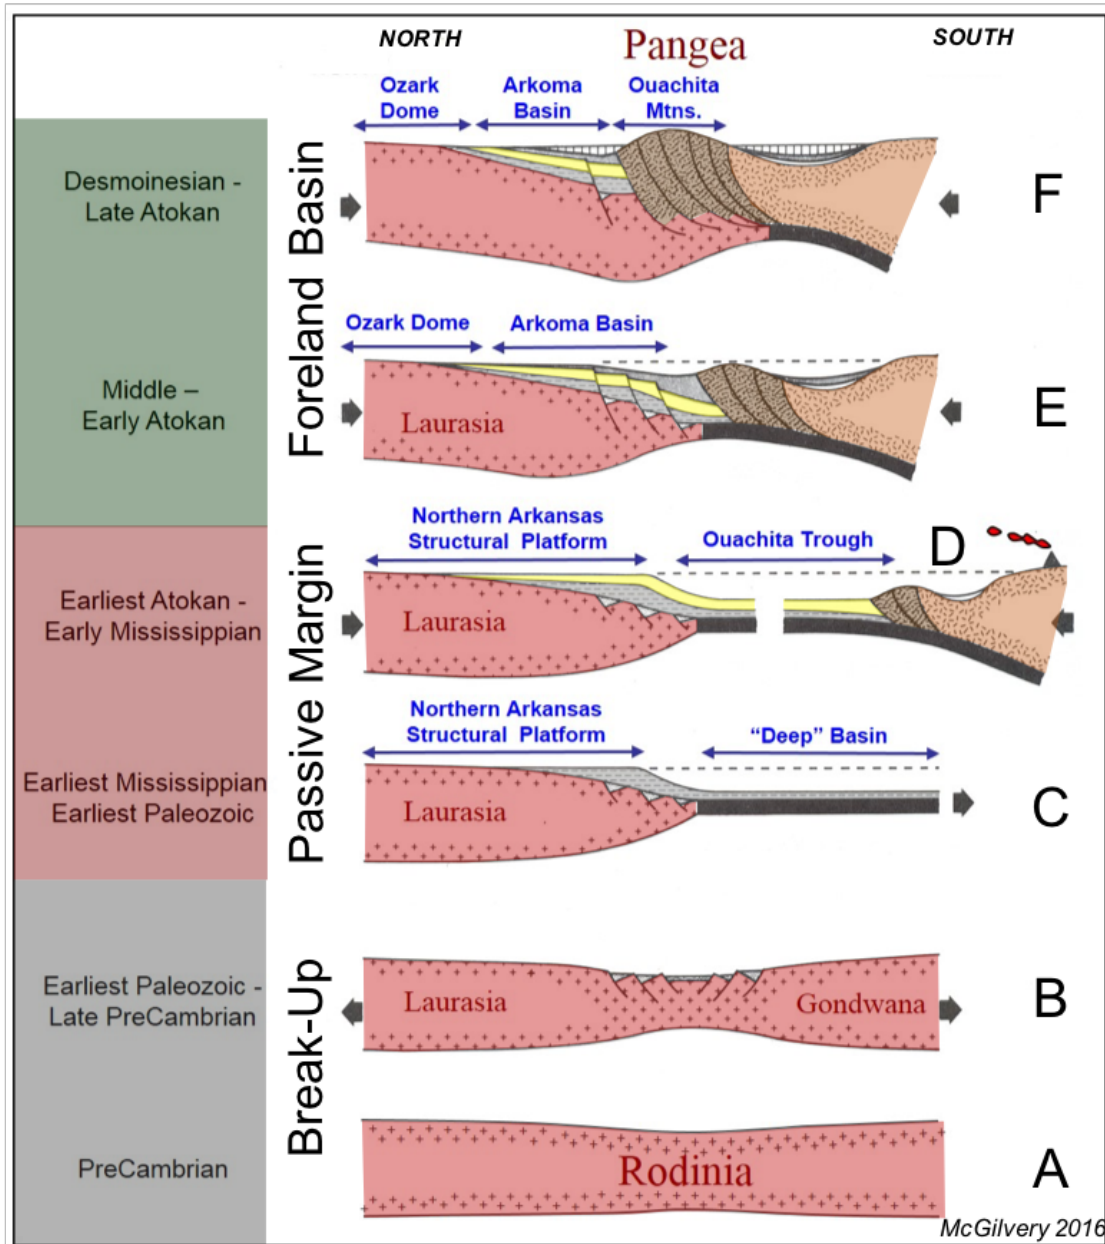 NORTH
Pangea
SOUTH
Ozark
Dome
Arkoma
Basin
Ouachita
Mtns.
Desmoinesian -
Late Atokan
Foreland Basin
F
Ozark Dome
Arkoma Basin
Middle –
Early Atokan
Laurasia
E
Northern Arkansas
Structural Platform
Ouachita Trough
D
Earliest Atokan -
Early Mississippian
Passive Margin
Laurasia
Northern Arkansas
Structural Platform
“Deep” Basin
Earliest Mississippian
Earliest Paleozoic
Laurasia
C
Earliest Paleozoic -
Late PreCambrian
Break-Up
Laurasia
Gondwana
B
PreCambrian
Rodinia
A
McGilvery 2016